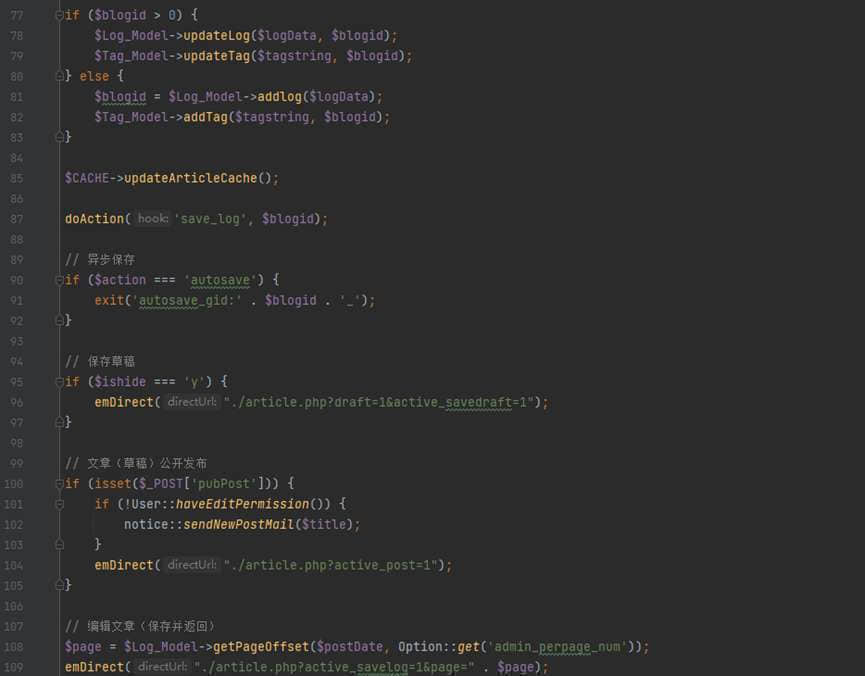 77 if ($blogid > 0) {
78 $Log_Model->updateLog($logData, $blogid);
79 $Tag_Model->updateTag($tagstring, $blogid);
80 } else {
81 $blogid = $Log_Model->addlog($logData);
82 $Tag_Model->addTag($tagstring, $blogid);
83 }
84
85 $CACHE->updateArticleCache();
86
87 doAction( hook: 'save_log', $blogid);
88
89 // 异步保存
90 if ($action === 'autosave') {
91 exit('autosave_gid:' . $blogid . '_');
92 }
93
94 // 保存草稿
95 if ($ishide === 'y') {
96 emDirect( directUrl: "./article.php?draft=1&active_savedraft=1");
97 }
98
99 // 文章（草稿）公开发布
100 if (isset($_POST['pubPost'])) {
101 if (!User::haveEditPermission()) {
102 notice::sendNewPostMail($title);
103 }
104 emDirect( directUrl: "./article.php?active_post=1");
105 }
106
107 // 编辑文章（保存并返回）
108 $page = $Log_Model->getPageOffset($postDate, Option::get('admin_perpage_num'));
109 emDirect( directUrl: "./article.php?active_savelog=1&page=" . $page);